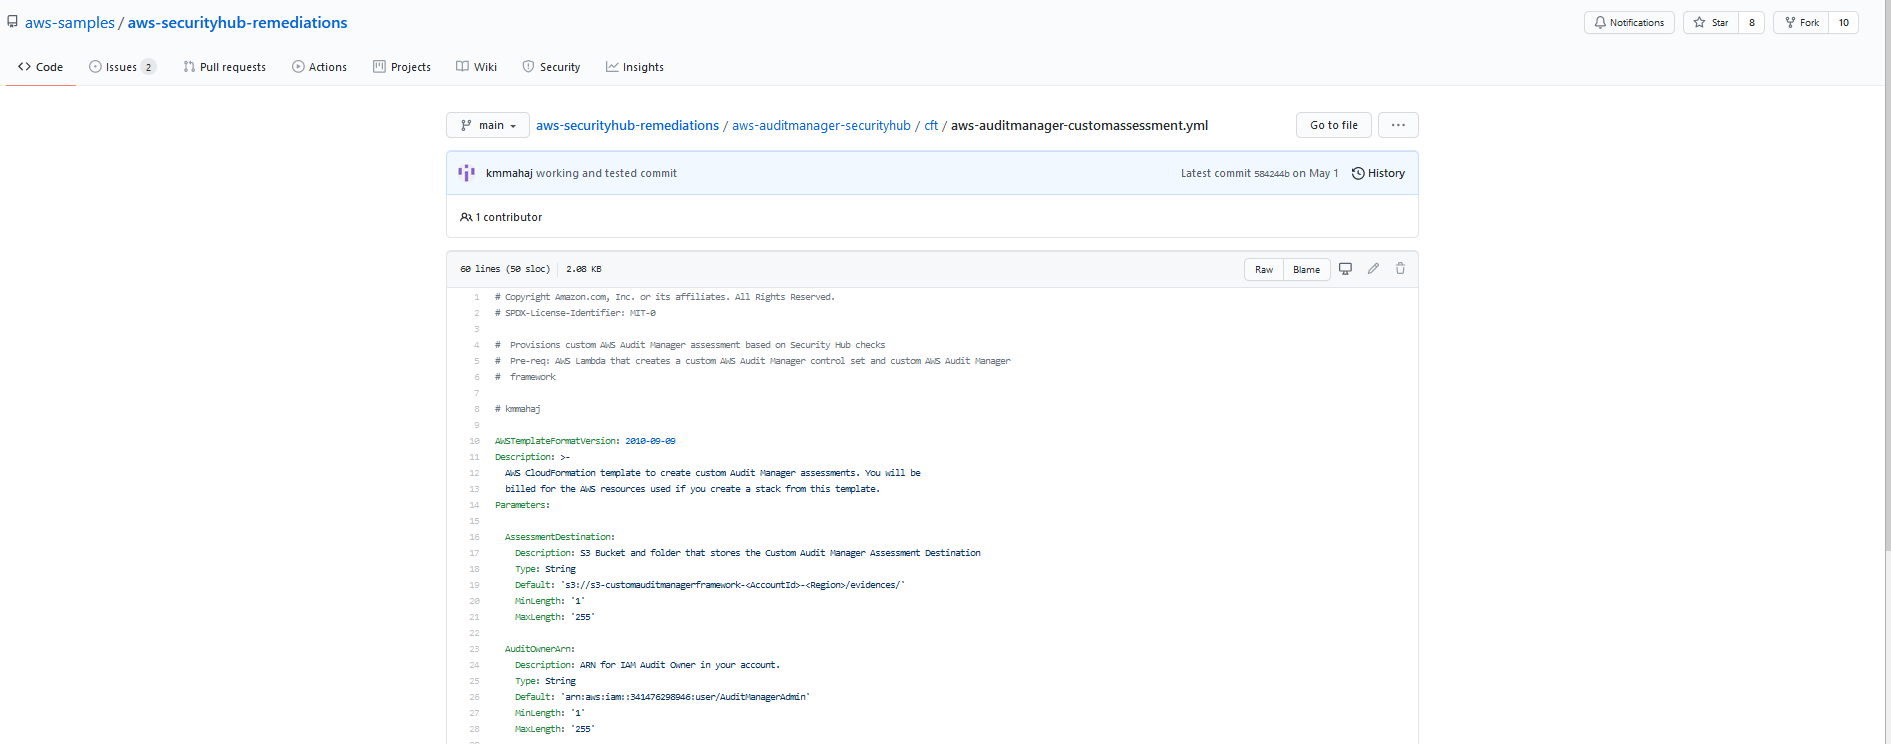 aws-samples / aws-securityhub-remediations
Notifications Star 8 Fork 10
Code Issues 2 Pull requests Actions Projects Wiki Security Insights
main aws-securityhub-remediations / aws-auditmanager-securityhub / cft / aws-auditmanager-customassessment.yml Go to file ...
kmmahaj working and tested commit Latest commit 584244b on May 1 History
1 contributor
60 lines (50 sloc) 2.08 KB Raw Blame
1 # Copyright Amazon.com, Inc. or its affiliates. All Rights Reserved.
2 # SPDX-License-Identifier: MIT-0
3
4 #  Provisions custom AWS Audit Manager assessment based on Security Hub checks
5 #  Pre-req: AWS Lambda that creates a custom AWS Audit Manager control set and custom AWS Audit Manager
6 #  framework
7
8 # kmmahaj
9
10 AWSTemplateFormatVersion: 2010-09-09
11 Description: >-
12   AWS CloudFormation template to create custom Audit Manager assessments. You will be
13   billed for the AWS resources used if you create a stack from this template.
14 Parameters:
15
16   AssessmentDestination:
17     Description: S3 Bucket and folder that stores the Custom Audit Manager Assessment Destination
18     Type: String
19     Default: 's3://s3-customauditmanagerframework-<AccountId>-<Region>/evidences/'
20     MinLength: '1'
21     MaxLength: '255'
22
23   AuditOwnerArn:
24     Description: ARN for IAM Audit Owner in your account.
25     Type: String
26     Default: 'arn:aws:iam::341476298946:user/AuditManagerAdmin'
27     MinLength: '1'
28     MaxLength: '255'